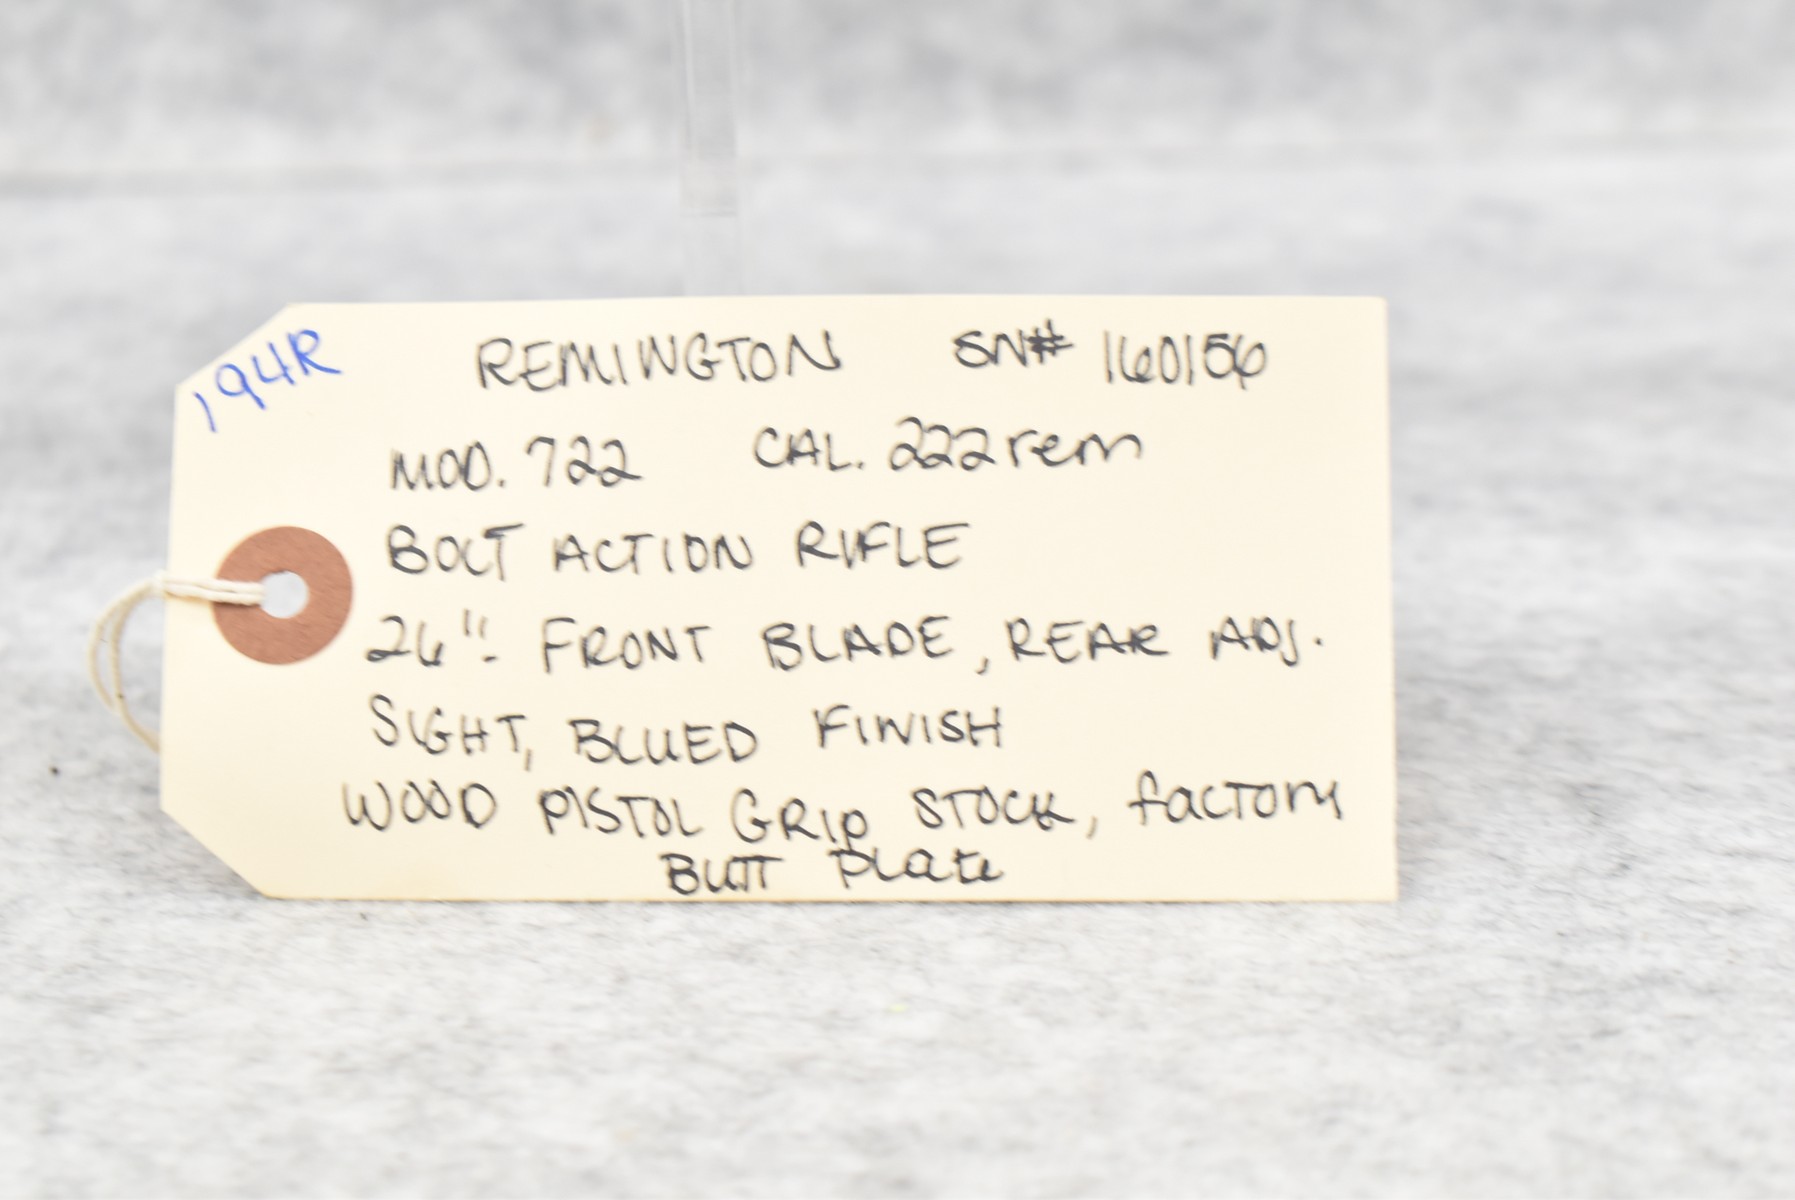 194R
REMINGTON SN# 160156
MOD. 722 CAL. 222 rem
BOLT ACTION RIFLE
26" FRONT BLADE, REAR ADJ.
SIGHT, BLUED FINISH
WOOD PISTOL GRIP STOCK, factory
BUTT PLate